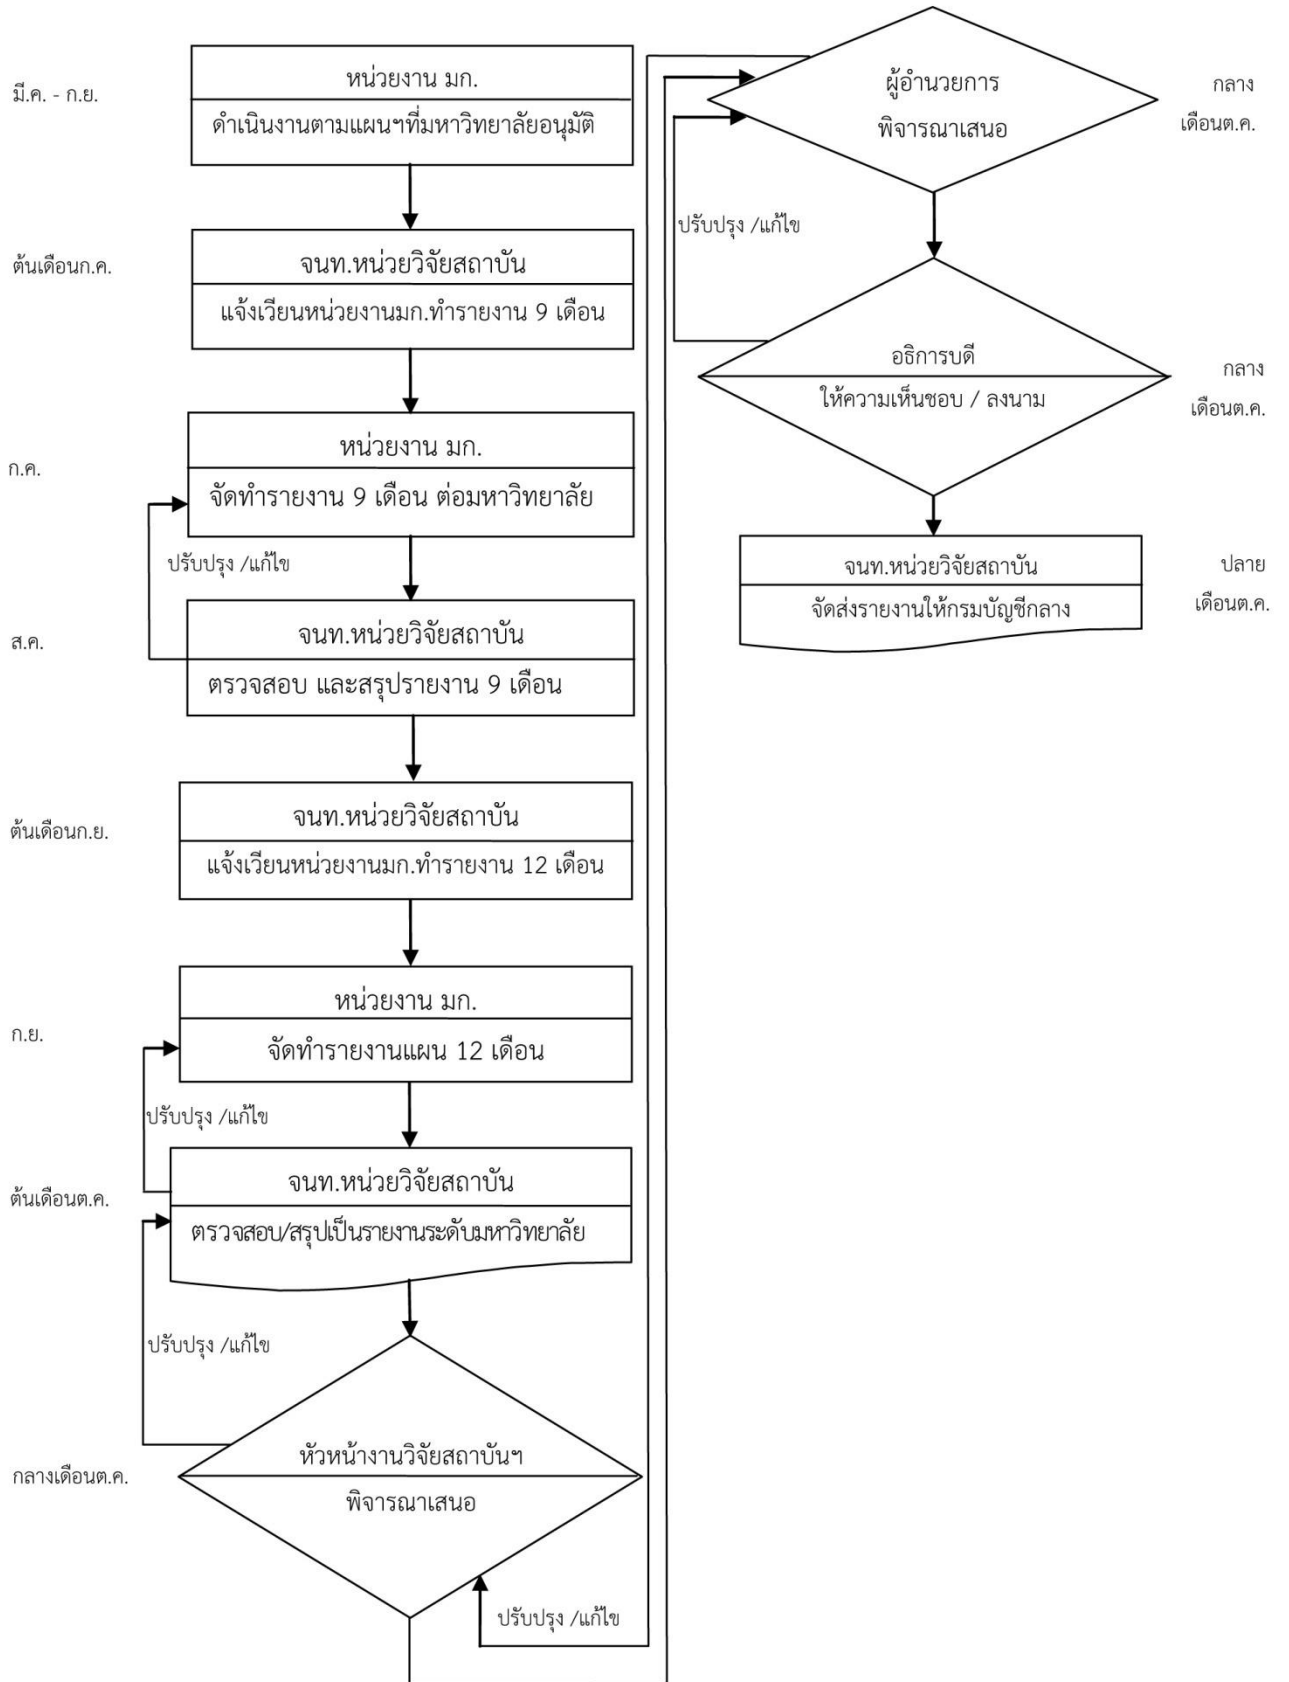 มี.ค. - ก.ย.
หน่วยงาน มก.
ดำเนินงานตามแผนฯที่มหาวิทยาลัยอนุมัติ
ต้นเดือนก.ค.
จนท.หน่วยวิจัยสถาบัน
แจ้งเวียนหน่วยงานมก.ทำรายงาน 9 เดือน
ก.ค.
หน่วยงาน มก.
จัดทำรายงาน 9 เดือน ต่อมหาวิทยาลัย
ปรับปรุง /แก้ไข
ส.ค.
จนท.หน่วยวิจัยสถาบัน
ตรวจสอบ และสรุปรายงาน 9 เดือน
ต้นเดือนก.ย.
จนท.หน่วยวิจัยสถาบัน
แจ้งเวียนหน่วยงานมก.ทำรายงาน 12 เดือน
ก.ย.
หน่วยงาน มก.
จัดทำรายงานแผน 12 เดือน
ปรับปรุง /แก้ไข
ต้นเดือนต.ค.
จนท.หน่วยวิจัยสถาบัน
ตรวจสอบ/สรุปเป็นรายงานระดับมหาวิทยาลัย
ปรับปรุง /แก้ไข
กลางเดือนต.ค.
หัวหน้างานวิจัยสถาบันฯ
พิจารณาเสนอ
ปรับปรุง /แก้ไข
ผู้อำนวยการ
พิจารณาเสนอ
กลาง
เดือนต.ค.
ปรับปรุง /แก้ไข
อธิการบดี
ให้ความเห็นชอบ / ลงนาม
กลาง
เดือนต.ค.
จนท.หน่วยวิจัยสถาบัน
จัดส่งรายงานให้กรมบัญชีกลาง
ปลาย
เดือนต.ค.